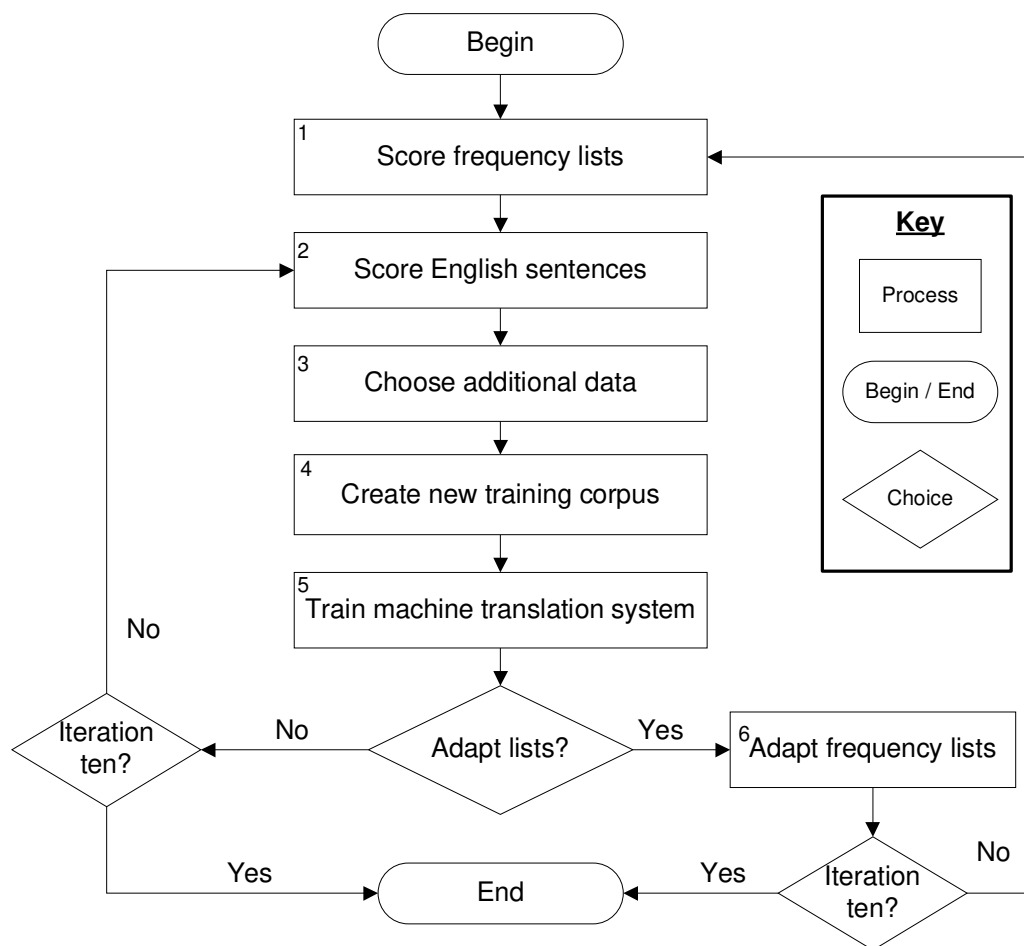 Begin
1
Score frequency lists
2
Score English sentences
3
Choose additional data
4
Create new training corpus
5
Train machine translation system
Adapt lists?
No
Yes
Iteration
ten?
No
Yes
6
Adapt frequency lists
Iteration
ten?
Yes
No
End
Key
Process
Begin / End
Choice